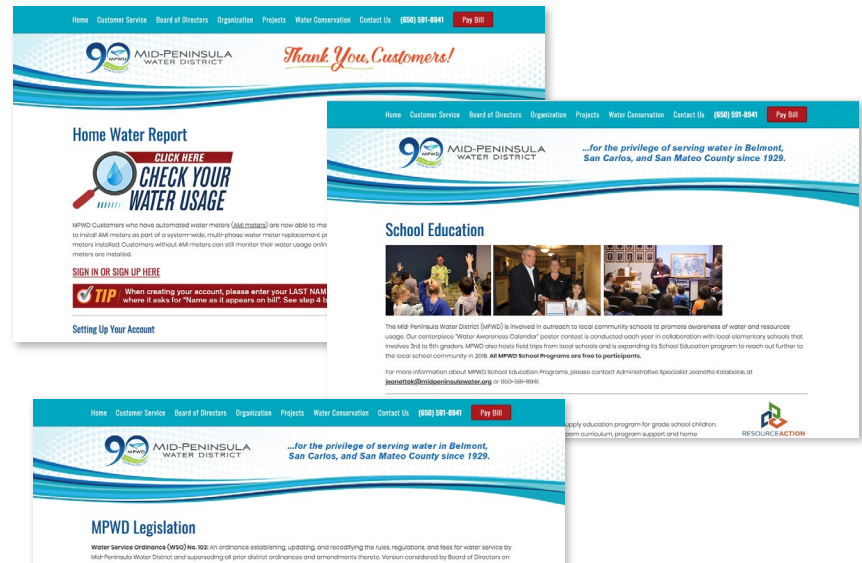 Home Customer Service Board of Directors Organization Projects Water Conservation Contact Us (650) 591-8941 Pay Bill
90 MPWD MID-PENINSULA
WATER DISTRICT
Thank You, Customers!
Home Water Report
CLICK HERE
CHECK YOUR
WATER USAGE
MPWD Customers who have automated water meters (AMI meters) are now able to ma
to install AMI meters as part of a system-wide, multi-phase water meter replacement pr
meters installed. Customers without AMI meters can still monitor their water usage onlin
meters are installed.
SIGN IN OR SIGN UP HERE
TIP When creating your account, please enter your LAST NAM
where it asks for "Name as it appears on bill". See step 4 b
Setting Up Your Account
Home Customer Service Board of Directors Organization Projects Water Conservation Contact Us (650) 591-8941 Pay Bill
90 MPWD MID-PENINSULA
WATER DISTRICT
...for the privilege of serving water in Belmont,
San Carlos, and San Mateo County since 1929.
School Education
The Mid-Peninsula Water District (MPWD) is involved in outreach to local community schools to promote awareness of water and resources
usage. Our centerpiece "Water Awareness Calendar" poster contest is conducted each year in collaboration with local elementary schools that
involves 3rd to 5th graders. MPWD also hosts field trips from local schools and is expanding its School Education program to reach out further to
the local school community in 2018. All MPWD School Programs are free to participants.
For more information about MPWD School Education Programs, please contact Administrative Specialist Jeanette Kalabolas at
jeanettek@midpeninsulawater.org or 650-591-8941.
upply education program for grade school children.
oom curriculum, program support and home
RESOURCEACTION
Home Customer Service Board of Directors Organization Projects Water Conservation Contact Us (650) 591-8941 Pay Bill
90 MPWD MID-PENINSULA
WATER DISTRICT
...for the privilege of serving water in Belmont,
San Carlos, and San Mateo County since 1929.
MPWD Legislation
Water Service Ordinance (WSO) No. 103: An ordinance establishing, updating, and recodifying the rules, regulations, and fees for water service by
Mid-Peninsula Water District and superseding all prior district ordinances and amendments thereto. Version considered by Board of Directors on